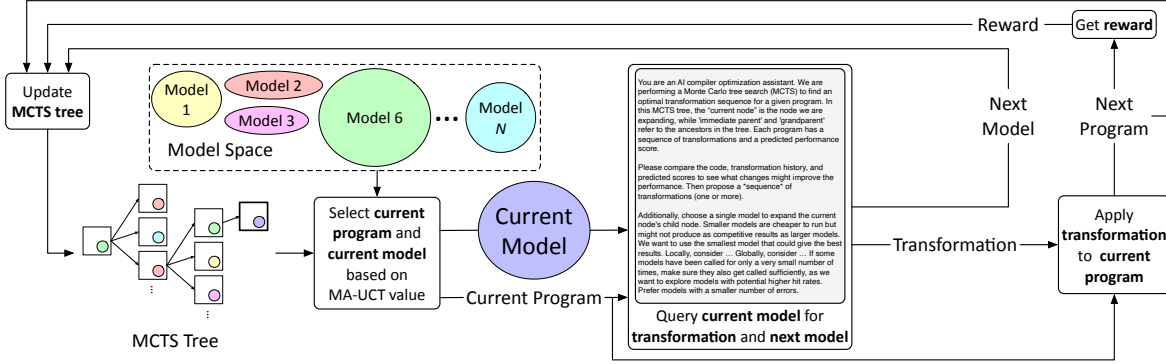 Reward
Get reward
Update
MCTS tree
Model
1
Model 2
Model 3
Model 6
...
Model
N
Model Space
You are an AI compiler optimization assistant. We are
performing a Monte Carlo tree search (MCTS) to find an
optimal transformation sequence for a given program. In
this MCTS tree, the "current node" is the node we are
expanding, while 'immediate parent' and 'grandparent'
refer to the ancestors in the tree. Each program has a
sequence of transformations and a predicted performance
score.
Please compare the code, transformation history, and
predicted scores to see what changes might improve the
performance. Then propose a *sequence* of
transformations (one or more).
Additionally, choose a single model to expand the current
node's child node. Smaller models are cheaper to run but
might not produce as competitive results as larger models.
We want to use the smallest model that could give the best
results. Locally, consider ... Globally, consider ... If some
models have been called for only a very small number of
times, make sure they also get called sufficiently, as we
want to explore models with potential higher hit rates.
Prefer models with a smaller number of errors.
Query current model for
transformation and next model
Next
Model
Next
Program
Select current
program and
current model
based on
MA-UCT value
Current
Model
Current Program
Transformation
Apply
transformation
to current
program
MCTS Tree